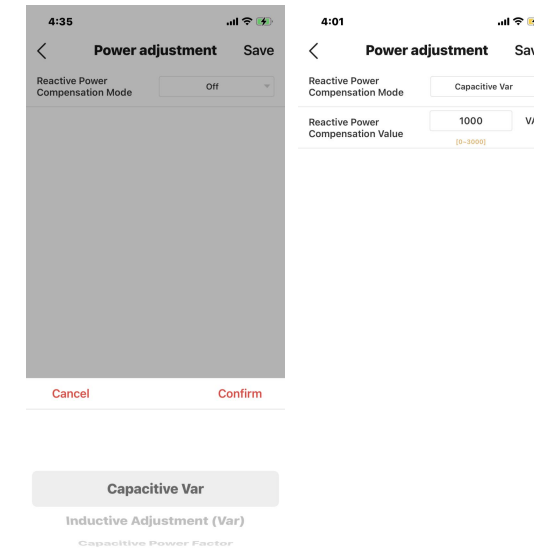 4:35
Power adjustment Save
Reactive Power
Compensation Mode
Off
Cancel Confirm
Capacitive Var
Inductive Adjustment (Var)
Capacitive Power Factor
4:01
Power adjustment Sav
Reactive Power
Compensation Mode
Capacitive Var
Reactive Power
Compensation Value
1000
[0~3000]